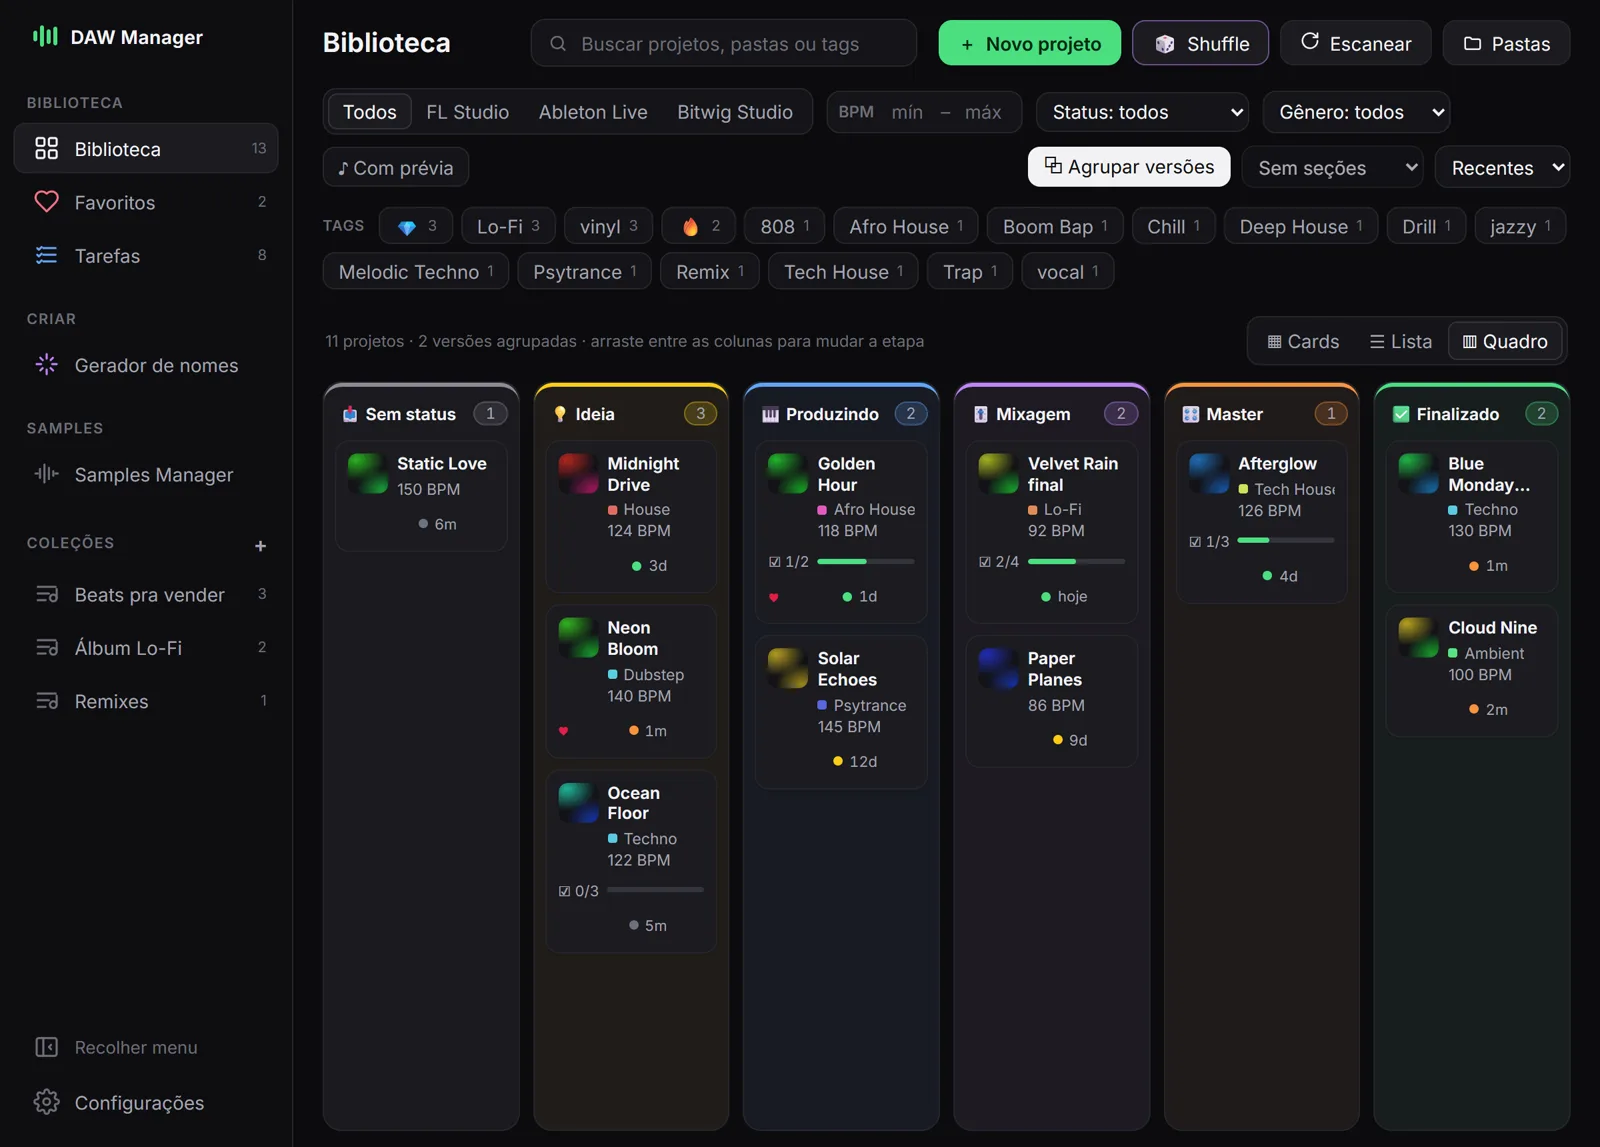 DAW Manager
BIBLIOTECA
Biblioteca 13
Favoritos 2
Tarefas 8
CRIAR
Gerador de nomes
SAMPLES
Samples Manager
COLEÇÕES +
Beats pra vender 3
Álbum Lo-Fi 2
Remixes 1
Recolher menu
Configurações
Biblioteca
Buscar projetos, pastas ou tags
+ Novo projeto
Shuffle
Escanear
Pastas
Todos FL Studio Ableton Live Bitwig Studio
BPM mín – máx
Status: todos
Gênero: todos
♪ Com prévia
Agrupar versões
Sem seções
Recentes
TAGS 💎 3 Lo-Fi 3 vinyl 3 🔥 2 808 1 Afro House 1 Boom Bap 1 Chill 1 Deep House 1 Drill 1 jazzy 1
Melodic Techno 1 Psytrance 1 Remix 1 Tech House 1 Trap 1 vocal 1
11 projetos · 2 versões agrupadas · arraste entre as colunas para mudar a etapa
Cards Lista Quadro
Sem status 1
Static Love
150 BPM
6m
Ideia 3
Midnight
Drive
House
124 BPM
3d
Neon
Bloom
Dubstep
140 BPM
1m
Ocean
Floor
Techno
122 BPM
0/3
5m
Produzindo 2
Golden
Hour
Afro House
118 BPM
1/2
1d
Solar
Echoes
Psytrance
145 BPM
12d
Mixagem 2
Velvet Rain
final
Lo-Fi
92 BPM
2/4
hoje
Paper
Planes
86 BPM
9d
Master 1
Afterglow
Tech House
126 BPM
1/3
4d
Finalizado 2
Blue
Monday…
Techno
130 BPM
1m
Cloud Nine
Ambient
100 BPM
2m